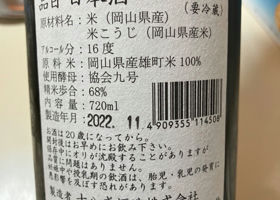 品目 日本酒 (要冷蔵)
原材料名：米（岡山県産）
米こうじ（岡山県産米）
アルコール分：16度
原料米：岡山県産雄町米100%
使用酵母：協会九号
精米歩合：68%
内容量：720ml
製造年月：2022.11
4909355114508
お酒は20歳になってから。
開封後はお早めにお飲み下さい。
保存中にオリが沈殿することがありますが
品質に問題はありません。
妊娠中や授乳期の飲酒は、胎児・乳児の発育に
悪影響を及ぼす恐れがあります。
製造者